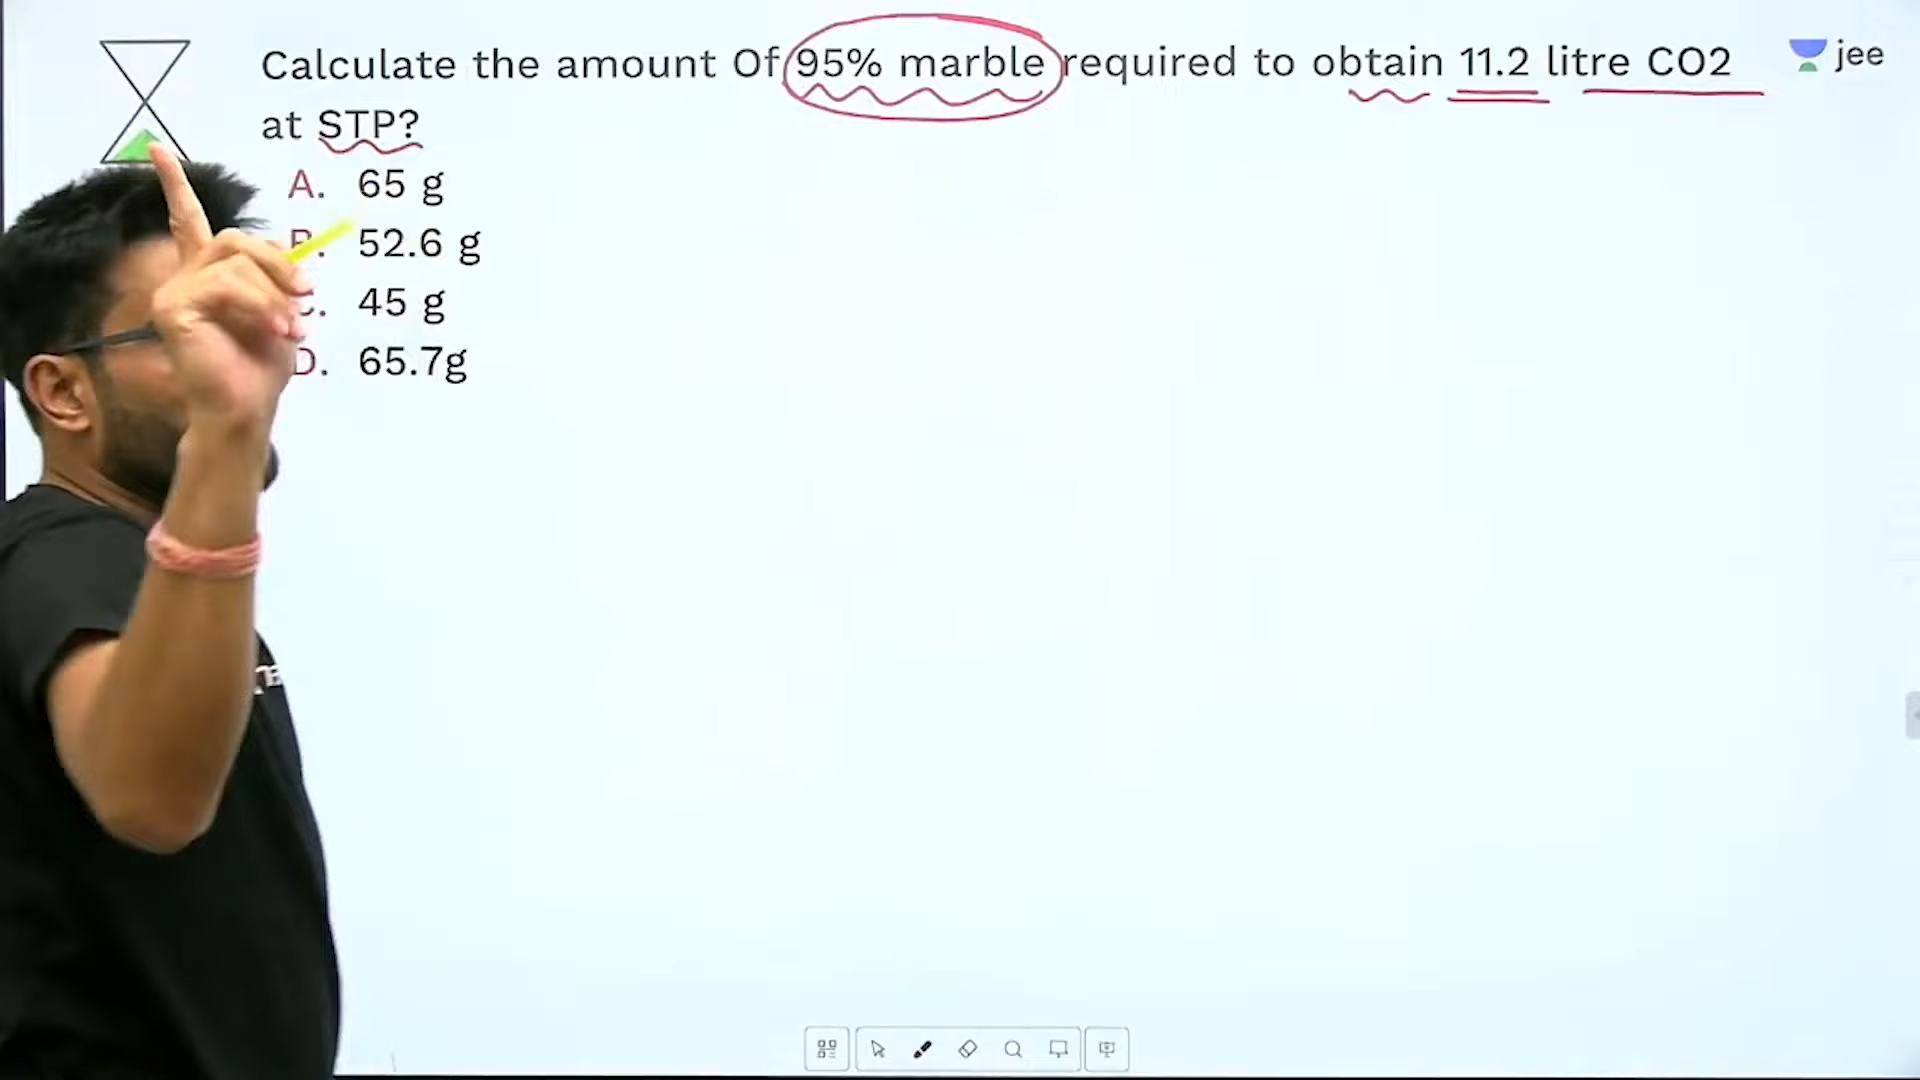 Calculate the amount Of 95% marble required to obtain 11.2 litre CO2
at STP?
jee
A. 65 g
B. 52.6 g
C. 45 g
D. 65.7g